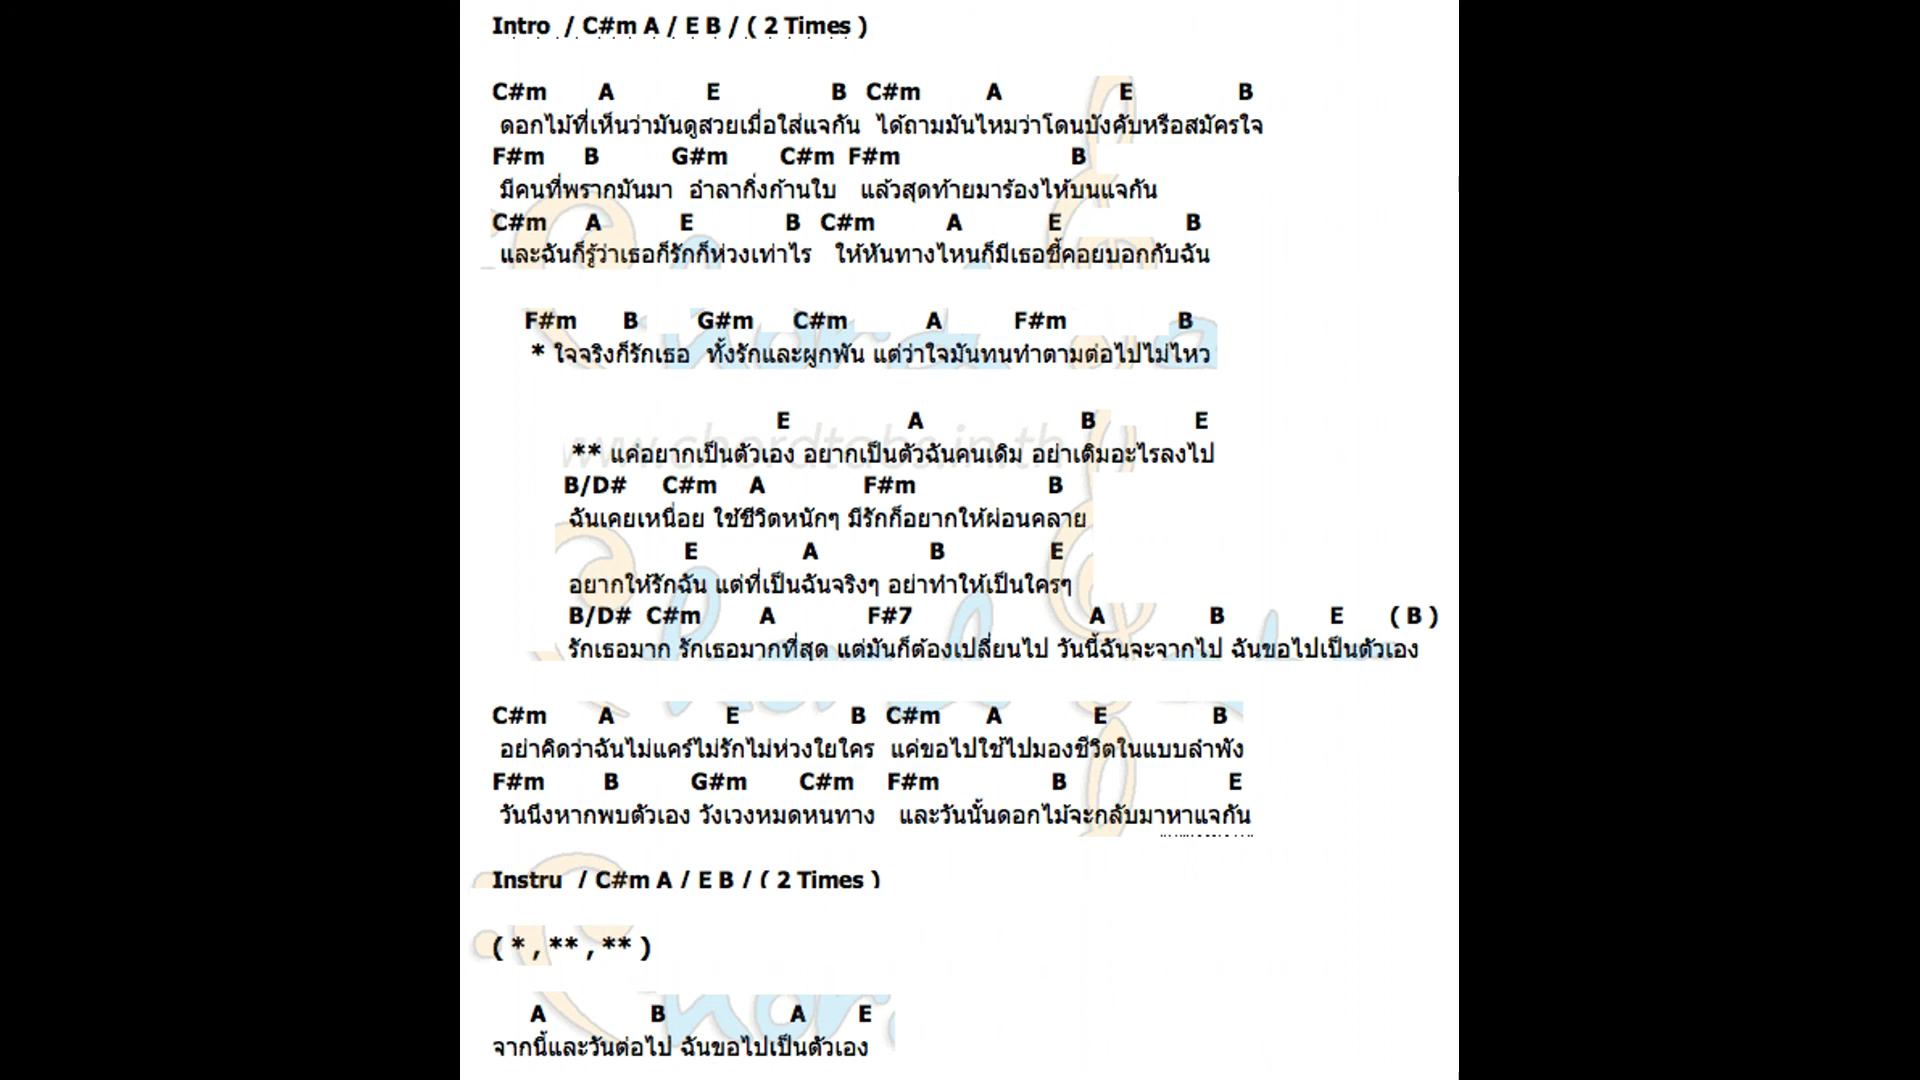 Intro / C#m A / E B / ( 2 Times )
C#m A E B C#m A E B
ดอกไม้ที่เห็นว่ามันดูสวยเมื่อใส่แจกัน ได้ถามมันไหมว่าโดนบังคับหรือสมัครใจ
F#m B G#m C#m F#m B
มีคนที่พรากมันมา อำลากิ่งก้านใบ แล้วสุดท้ายมาร้องไห้บนแจกัน
C#m A E B C#m A E B
และฉันก็รู้ว่าเธอก็รักก็ห่วงเท่าไร ให้หันทางไหนก็มีเธอชี้คอยบอกกับฉัน
F#m B G#m C#m A F#m B
* ใจจริงก็รักเธอ ทั้งรักและผูกพัน แต่ว่าใจมันทนทำตามต่อไปไม่ไหว
www.chordtabs.in.th
E A B E
** แค่อยากเป็นตัวเอง อยากเป็นตัวฉันคนเดิม อย่าเติมอะไรลงไป
B/D# C#m A F#m B
ฉันเคยเหนื่อย ใช้ชีวิตหนักๆ มีรักก็อยากให้ผ่อนคลาย
E A B E
อยากให้รักฉัน แต่ที่เป็นฉันจริงๆ อย่าทำให้เป็นใครๆ
B/D# C#m A F#7 A B E ( B )
รักเธอมาก รักเธอมากที่สุด แต่มันก็ต้องเปลี่ยนไป วันนี้ฉันจะจากไป ฉันขอไปเป็นตัวเอง
C#m A E B C#m A E B
อย่าคิดว่าฉันไม่แคร์ไม่รักไม่ห่วงใยใคร แค่ขอไปใช้ไปมองชีวิตในแบบลำพัง
F#m B G#m C#m F#m B E
วันนึงหากพบตัวเอง วังเวงหมดหนทาง และวันนั้นดอกไม้จะกลับมาหาแจกัน
Instru / C#m A / E B / ( 2 Times )
( * , ** , ** )
A B A E
จากนี้และวันต่อไป ฉันขอไปเป็นตัวเอง